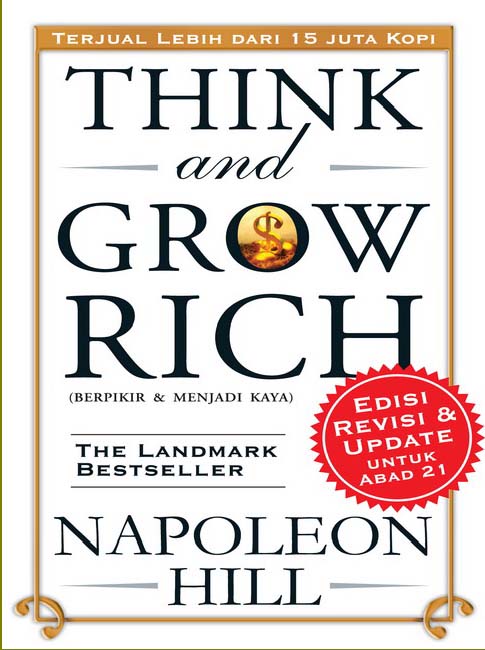 TERJUAL LEBIH DARI 15 JUTA KOPI
THINK
and
GROW
RICH
(BERPIKIR & MENJADI KAYA)
EDISI
REVISI &
UPDATE
UNTUK
ABAD 21
THE LANDMARK
BESTSELLER
NAPOLEON
HILL